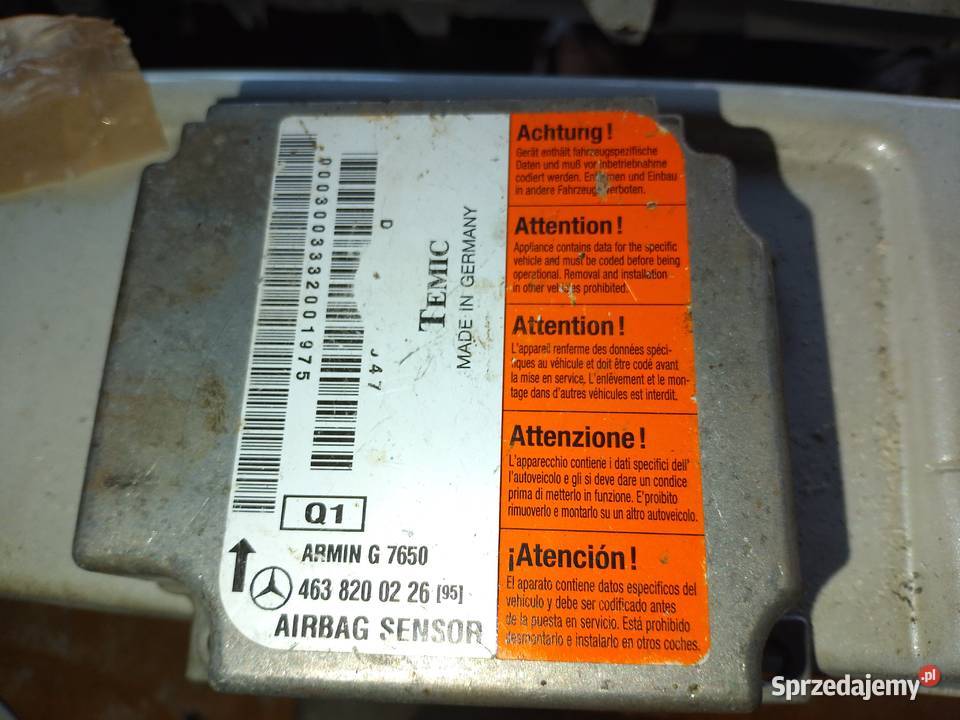 0003003332001975
D
J47
TEMIC
MADE IN GERMANY
Q1
ARMIN G 7650
463 820 02 26 [95]
AIRBAG SENSOR
Achtung!
Gerät enthält fahrzeugspezifische
Daten und muß vor Inbetriebnahme
codiert werden. und Einbau
in andere Fahrzeuge verboten.
Attention!
Appliance contains data for the specific
vehicle and must be coded before being
operational. Removal and installation
in other vehicles prohibited.
Attention!
L'appareil renferme des données spéci-
fiques au véhicule et doit être codé avant
la mise en service. L'enlèvement et le mon-
tage dans d'autres véhicules est interdit.
Attenzione!
L'apparecchio contiene i dati specifici dell'
l'autoveicolo e gli si deve dare un condice
prima di metterlo in funzione. E'proibito
rimuoverlo e montarlo su un altro autoveicolo.
¡Atención!
El aparato contiene datos especificos del
vehículo y debe ser codificado antes
de la puesta en servicio. Está prohibido
desmontarlo e instalarlo en otros coches.
Sprzedajemy.pl